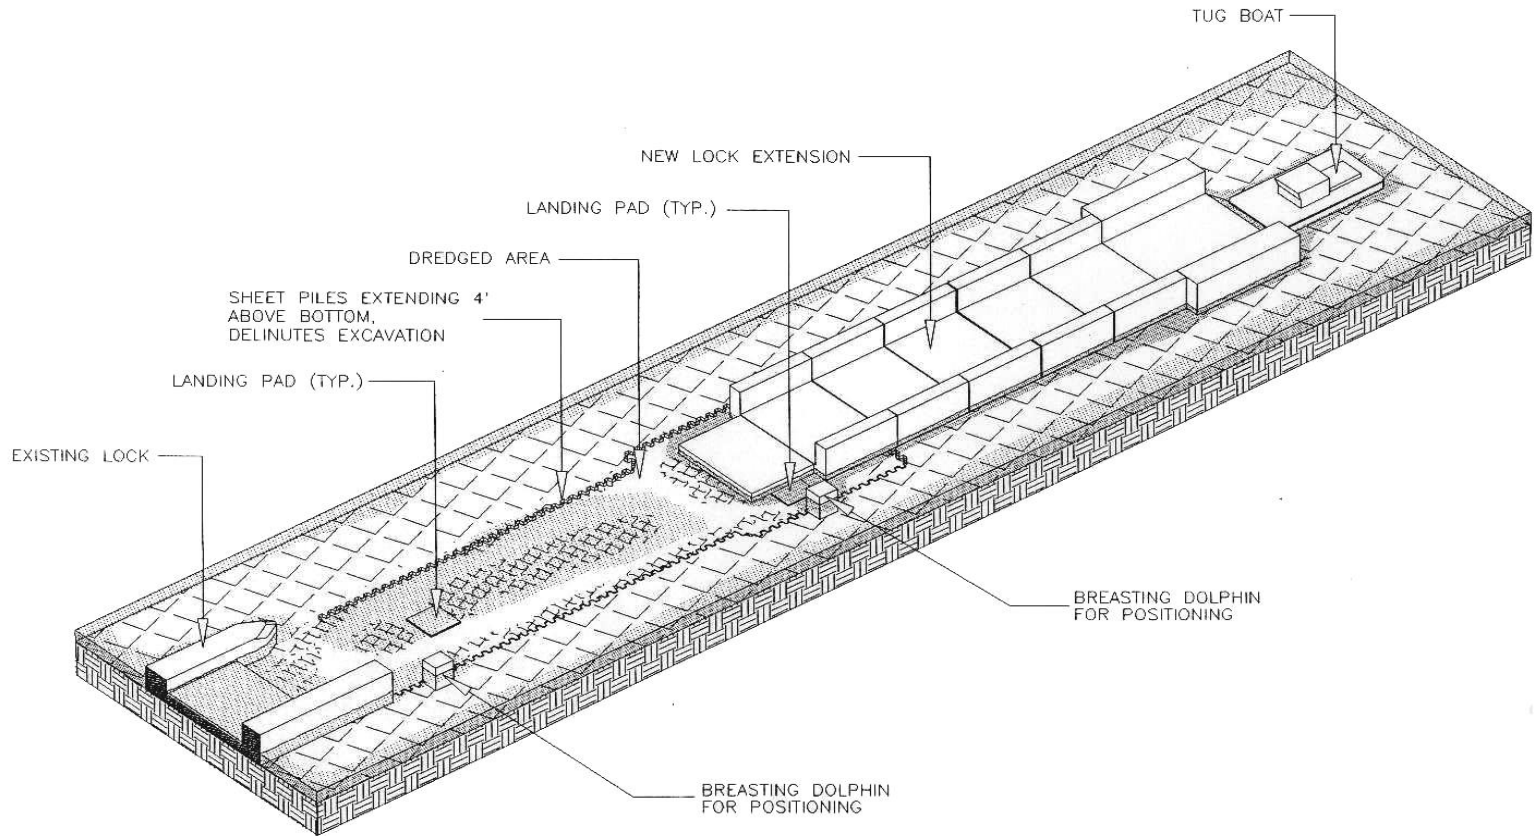 TUG BOAT
NEW LOCK EXTENSION
LANDING PAD (TYP.)
DREDGED AREA
SHEET PILES EXTENDING 4'
ABOVE BOTTOM,
DELINUTES EXCAVATION
LANDING PAD (TYP.)
EXISTING LOCK
BREASTING DOLPHIN
FOR POSITIONING
BREASTING DOLPHIN
FOR POSITIONING